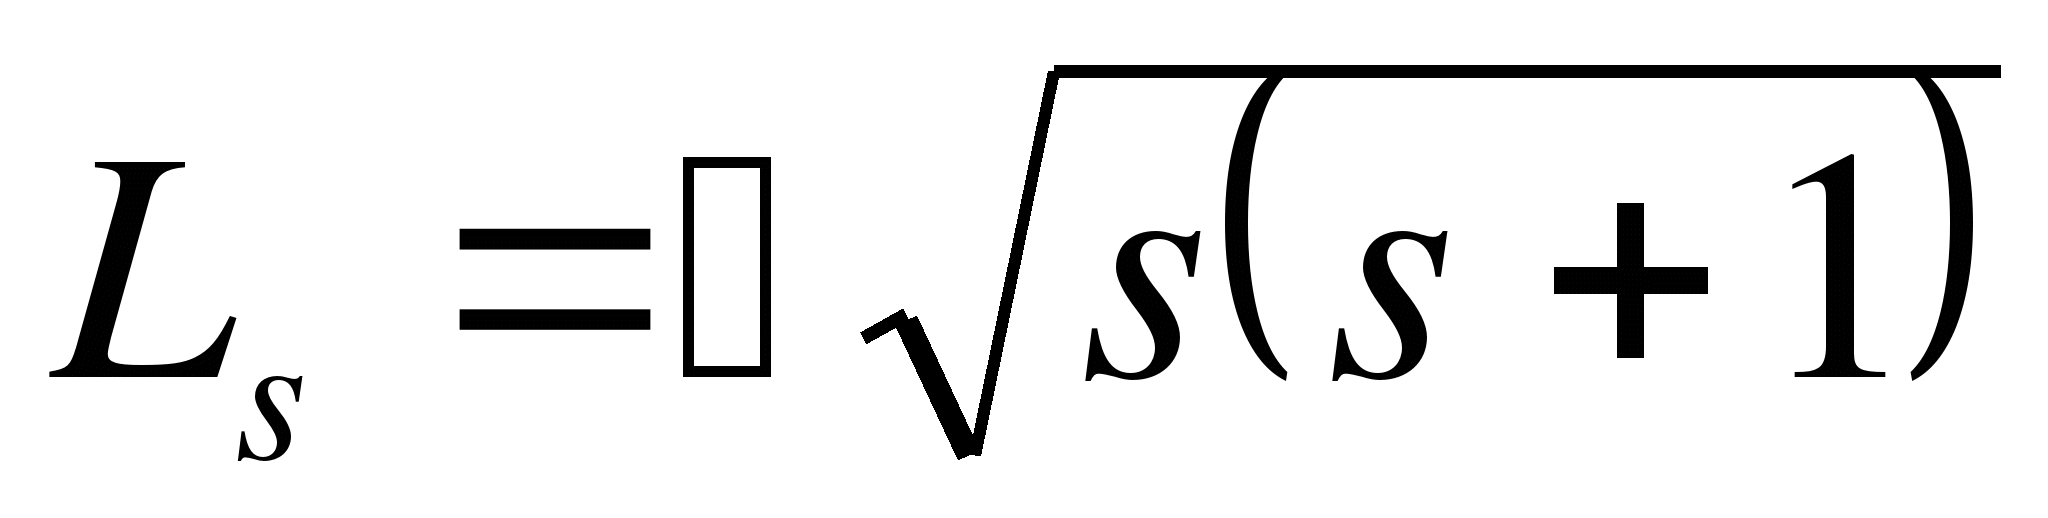 L_s = ▯ √(s(s + 1))